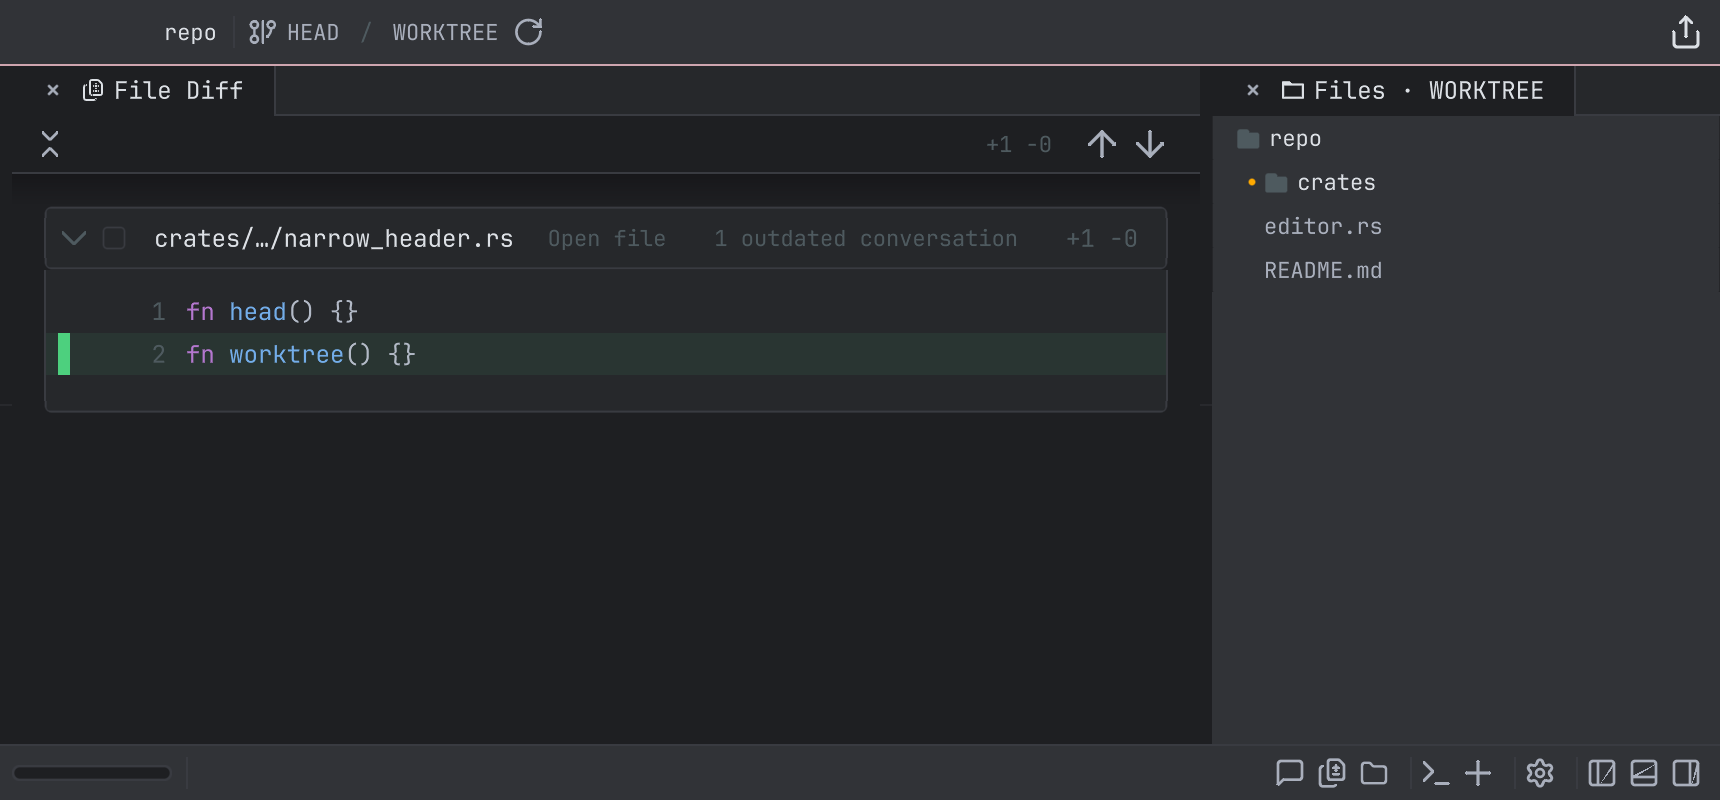 repo HEAD / WORKTREE
× File Diff
+1 -0
crates/…/narrow_header.rs Open file 1 outdated conversation +1 -0
1 fn head() {}
2 fn worktree() {}
× Files · WORKTREE
repo
crates
editor.rs
README.md